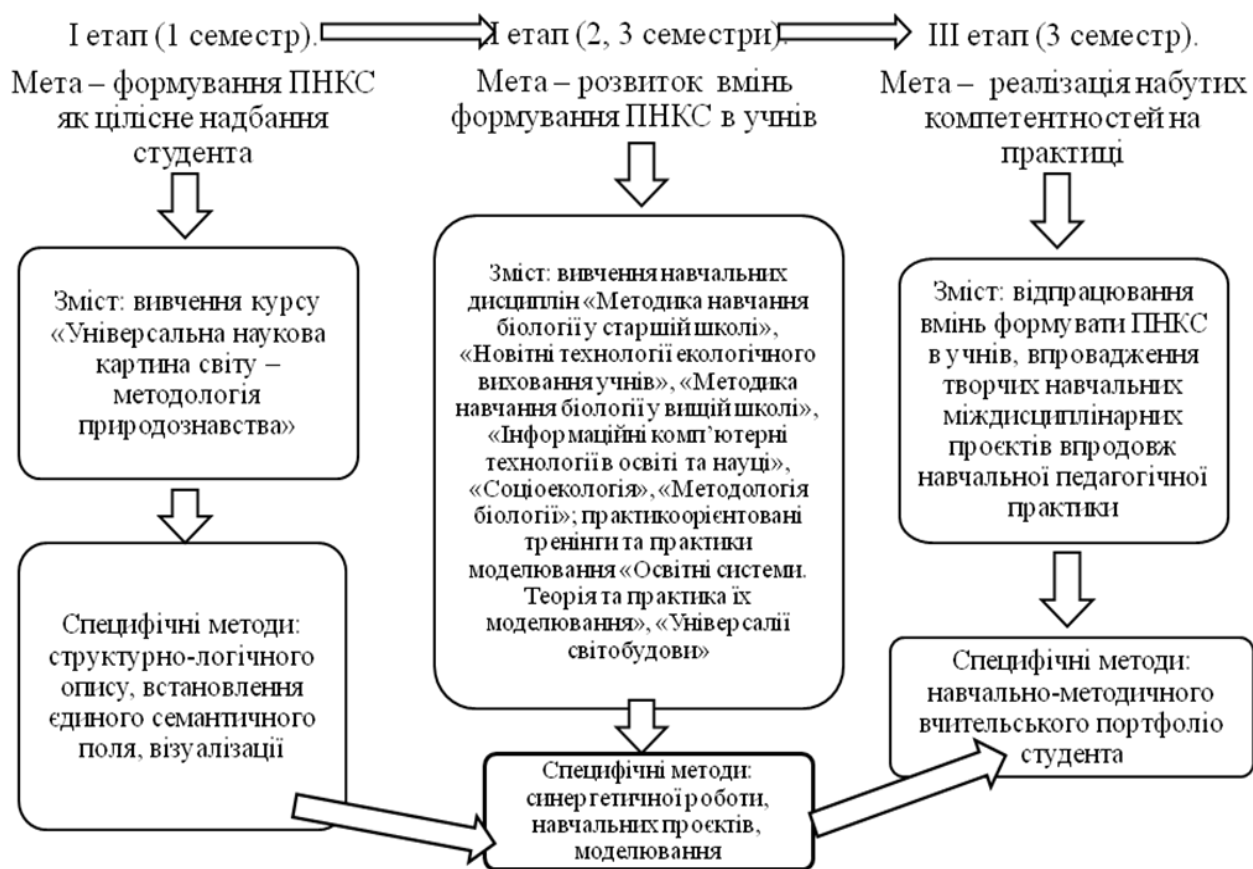 І етап (1 семестр).
Мета – формування ПНКС
як цілісне надбання
студента
Зміст: вивчення курсу
«Універсальна наукова
картина світу –
методологія
природознавства»
Специфічні методи:
структурно-логічного
опису, встановлення
єдиного семантичного
поля, візуалізації
ІІ етап (2, 3 семестри).
Мета – розвиток вмінь
формування ПНКС в учнів
Зміст: вивчення навчальних
дисциплін «Методика навчання
біології у старшій школі»,
«Новітні технології екологічного
виховання учнів», «Методика
навчання біології у вищій школі»,
«Інформаційні комп’ютерні
технології в освіті та науці»,
«Соціоекологія», «Методологія
біології»; практикоорієнтовані
тренінги та практики
моделювання «Освітні системи.
Теорія та практика їх
моделювання», «Універсалії
світобудови»
Специфічні методи:
синергетичної роботи,
навчальних проєктів,
моделювання
ІІІ етап (3 семестр).
Мета – реалізація набутих
компетентностей на
практиці
Зміст: відпрацювання
вмінь формувати ПНКС
в учнів, впровадження
творчих навчальних
міждисциплінарних
проєктів впродовж
навчальної педагогічної
практики
Специфічні методи:
навчально-методичного
вчительського портфоліо
студента